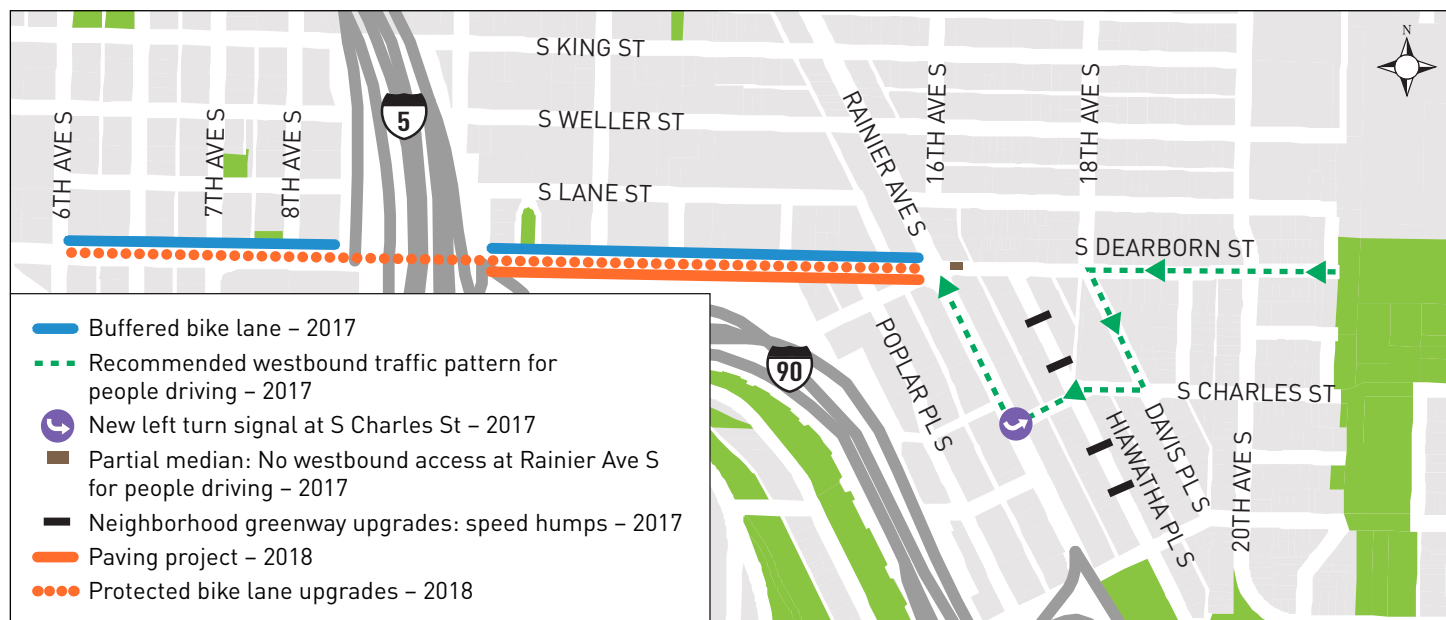 N
S KING ST
5
S WELLER ST
6TH AVE S
7TH AVE S
8TH AVE S
RAINIER AVE S
16TH AVE S
18TH AVE S
S LANE ST
S DEARBORN ST
90
POPLAR PL S
S CHARLES ST
DAVIS PL S
HIAWATHA PL S
20TH AVE S
Buffered bike lane – 2017
Recommended westbound traffic pattern for
people driving – 2017
New left turn signal at S Charles St – 2017
Partial median: No westbound access at Rainier Ave S
for people driving – 2017
Neighborhood greenway upgrades: speed humps – 2017
Paving project – 2018
Protected bike lane upgrades – 2018